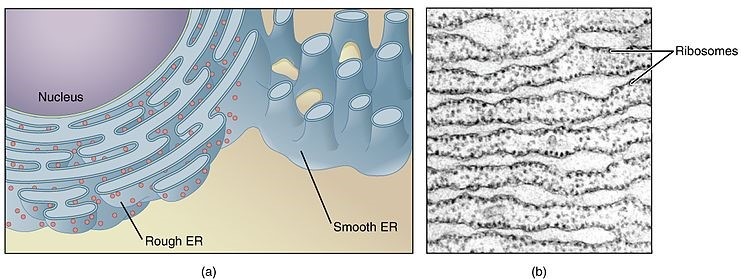 Nucleus
Rough ER
Smooth ER
(a)
Ribosomes
(b)